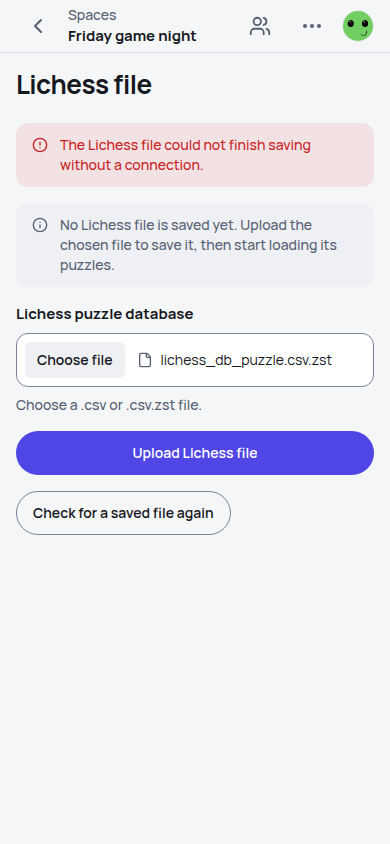 Spaces
Friday game night
Lichess file
The Lichess file could not finish saving
without a connection.
No Lichess file is saved yet. Upload the
chosen file to save it, then start loading its
puzzles.
Lichess puzzle database
Choose file
lichess_db_puzzle.csv.zst
Choose a .csv or .csv.zst file.
Upload Lichess file
Check for a saved file again